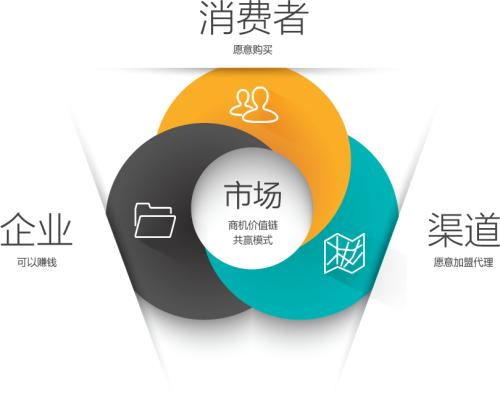 消费者
愿意购买
市场
商机价值链
共赢模式
企业
可以赚钱
渠道
愿意加盟代理